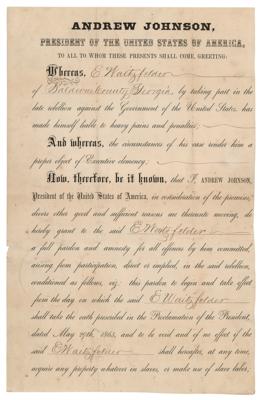 ANDREW JOHNSON,
PRESIDENT OF THE UNITED STATES OF AMERICA,
TO ALL TO WHOM THESE PRESENTS SHALL COME, GREETING:
Whereas, E Waitzfelder
of Baldwin County, Georgia, by taking part in the
late rebellion against the Government of the United States, has
made himself liable to heavy pains and penalties;
And whereas, the circumstances of his case render him a
proper object of Executive clemency;
Now, therefore, be it known, that I, ANDREW JOHNSON,
President of the United States of America, in consideration of the premises,
divers other good and sufficient reasons me thereunto moving, do
hereby grant to the said E Waitzfelder
a full pardon and amnesty for all offences by him committed,
arising from participation, direct or implied, in the said rebellion,
conditioned as follows, viz: this pardon to begin and take effect
from the day on which the said E Waitzfelder
shall take the oath prescribed in the Proclamation of the President,
dated May 29th, 1865, and to be void and of no effect if the
said E Waitzfelder shall hereafter, at any time,
acquire any property whatever in slaves, or make use of slave labor;